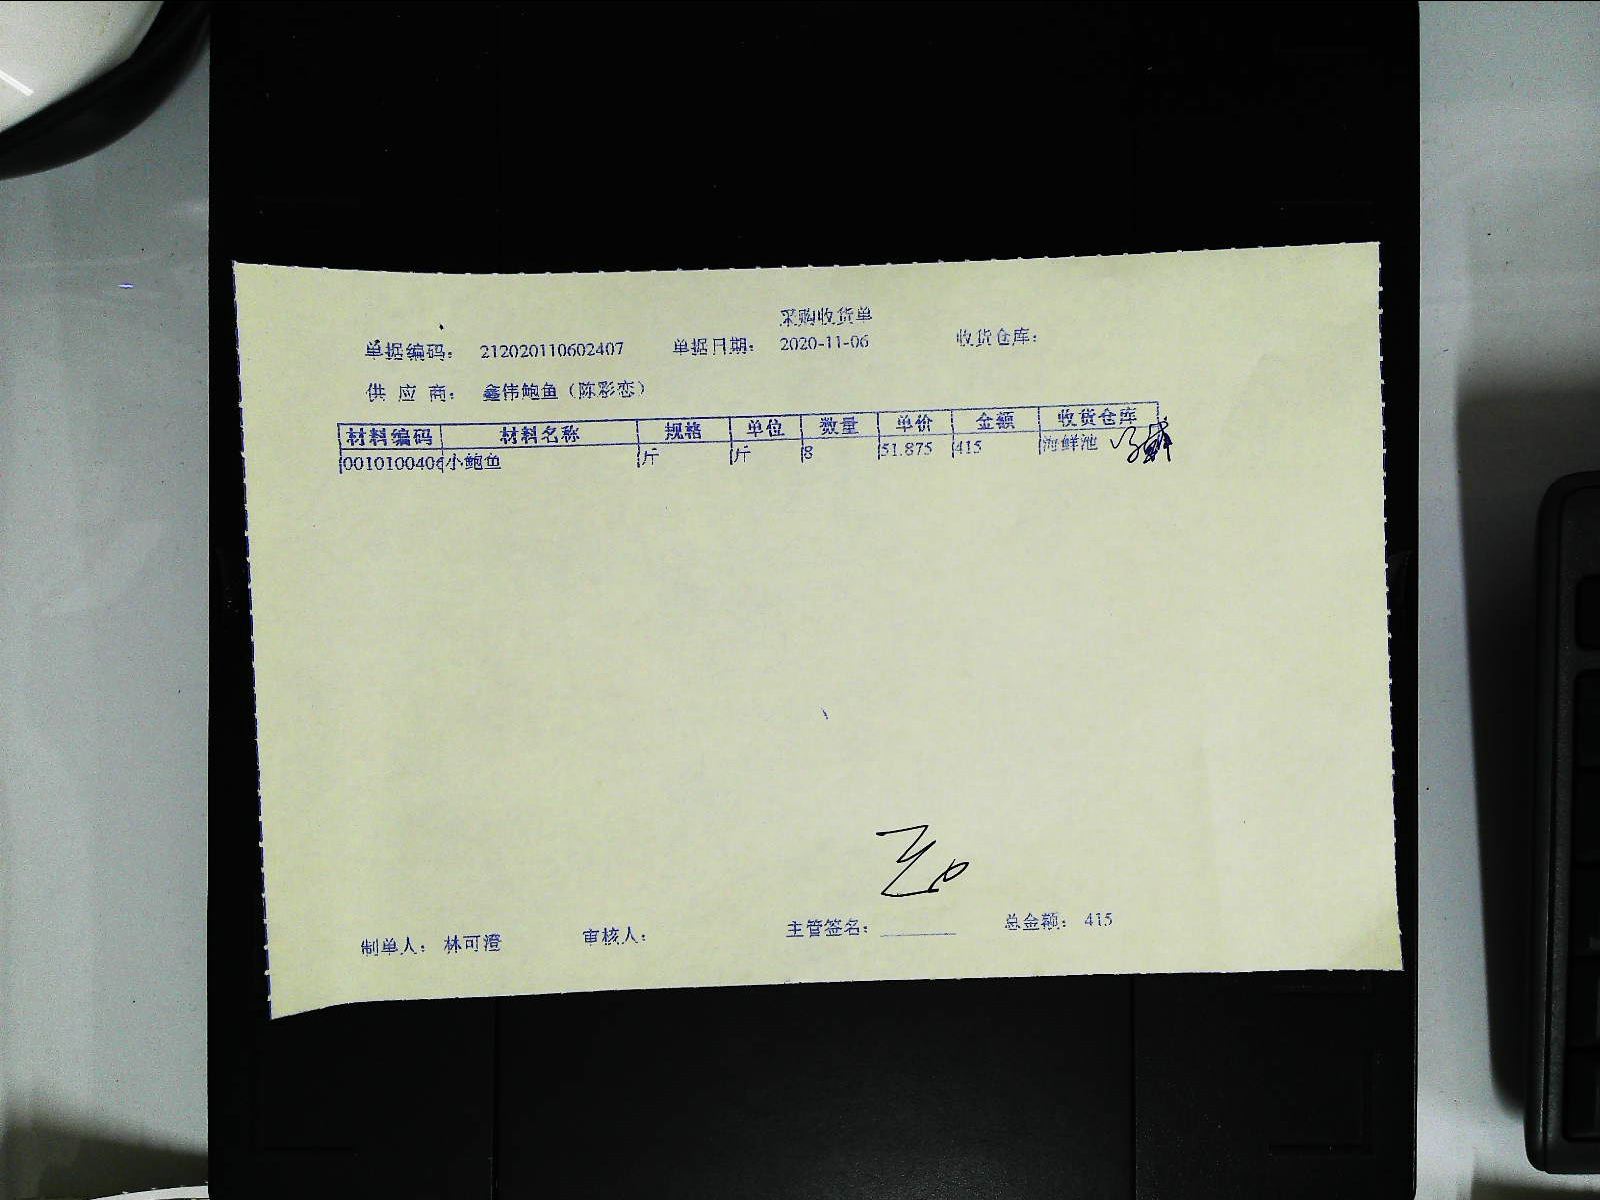 采购收货单
单据编码： 212020110602407 单据日期： 2020-11-06 收货仓库：
供 应 商： 鑫伟鲍鱼（陈彩恋）
材料编码 材料名称 规格 单位 数量 单价 金额 收货仓库
0010100406 小鲍鱼 斤 斤 8 51.875 415 海鲜池
制单人： 林可澄 审核人： 主管签名： 总金额： 415